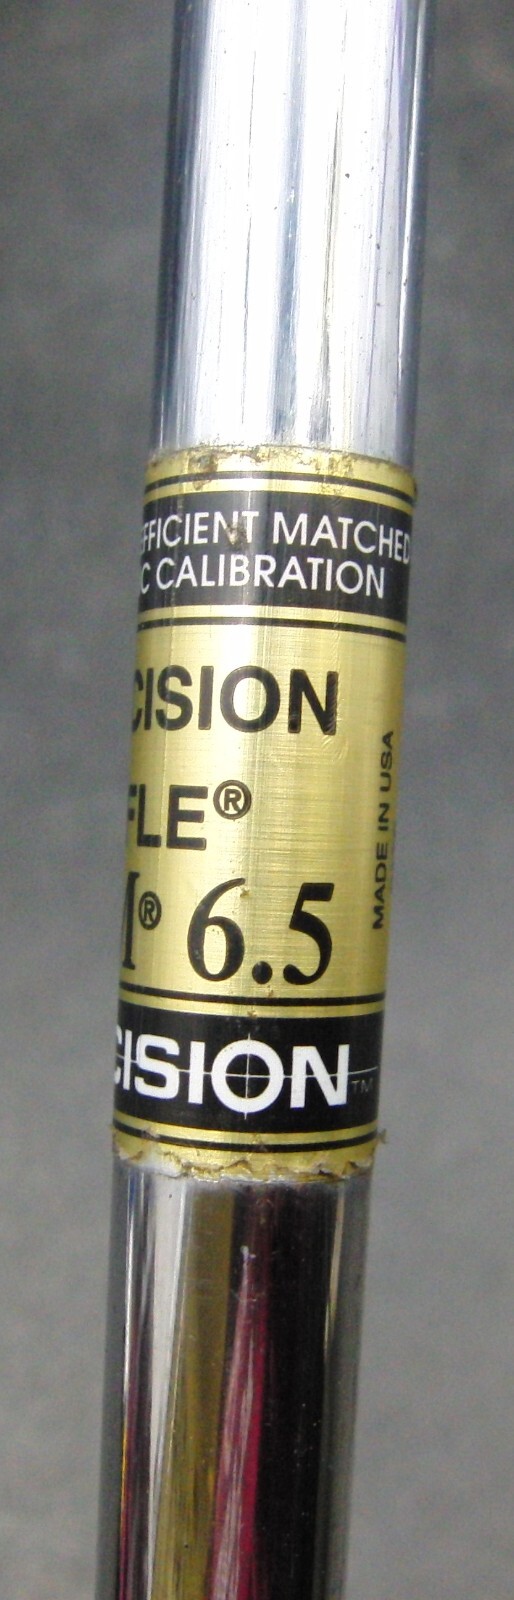 EFFICIENT MATCHED
C CALIBRATION
CISION
FLE®
M® 6.5
MADE IN USA
CISION™